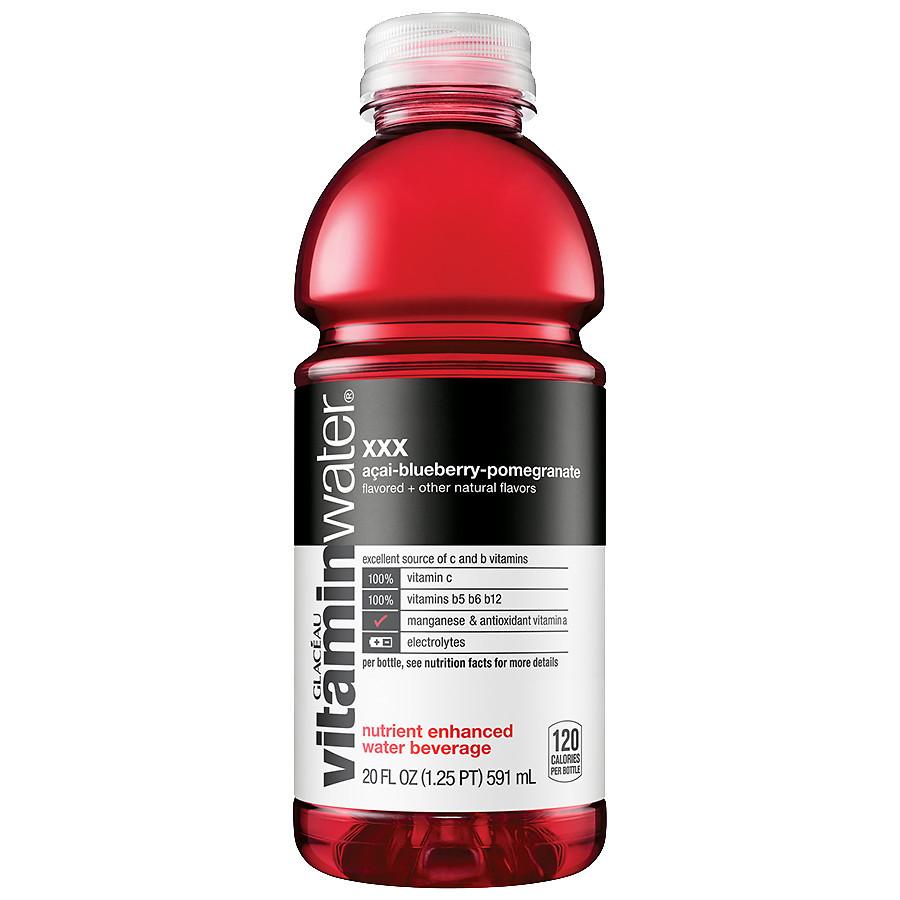 GLACÉAU
vitaminwater®
xxx
açai-blueberry-pomegranate
flavored + other natural flavors
excellent source of c and b vitamins
100% vitamin c
100% vitamins b5 b6 b12
✓ manganese & antioxidant vitamin a
+ − electrolytes
per bottle, see nutrition facts for more details
nutrient enhanced
water beverage
20 FL OZ (1.25 PT) 591 mL
120
CALORIES
PER BOTTLE